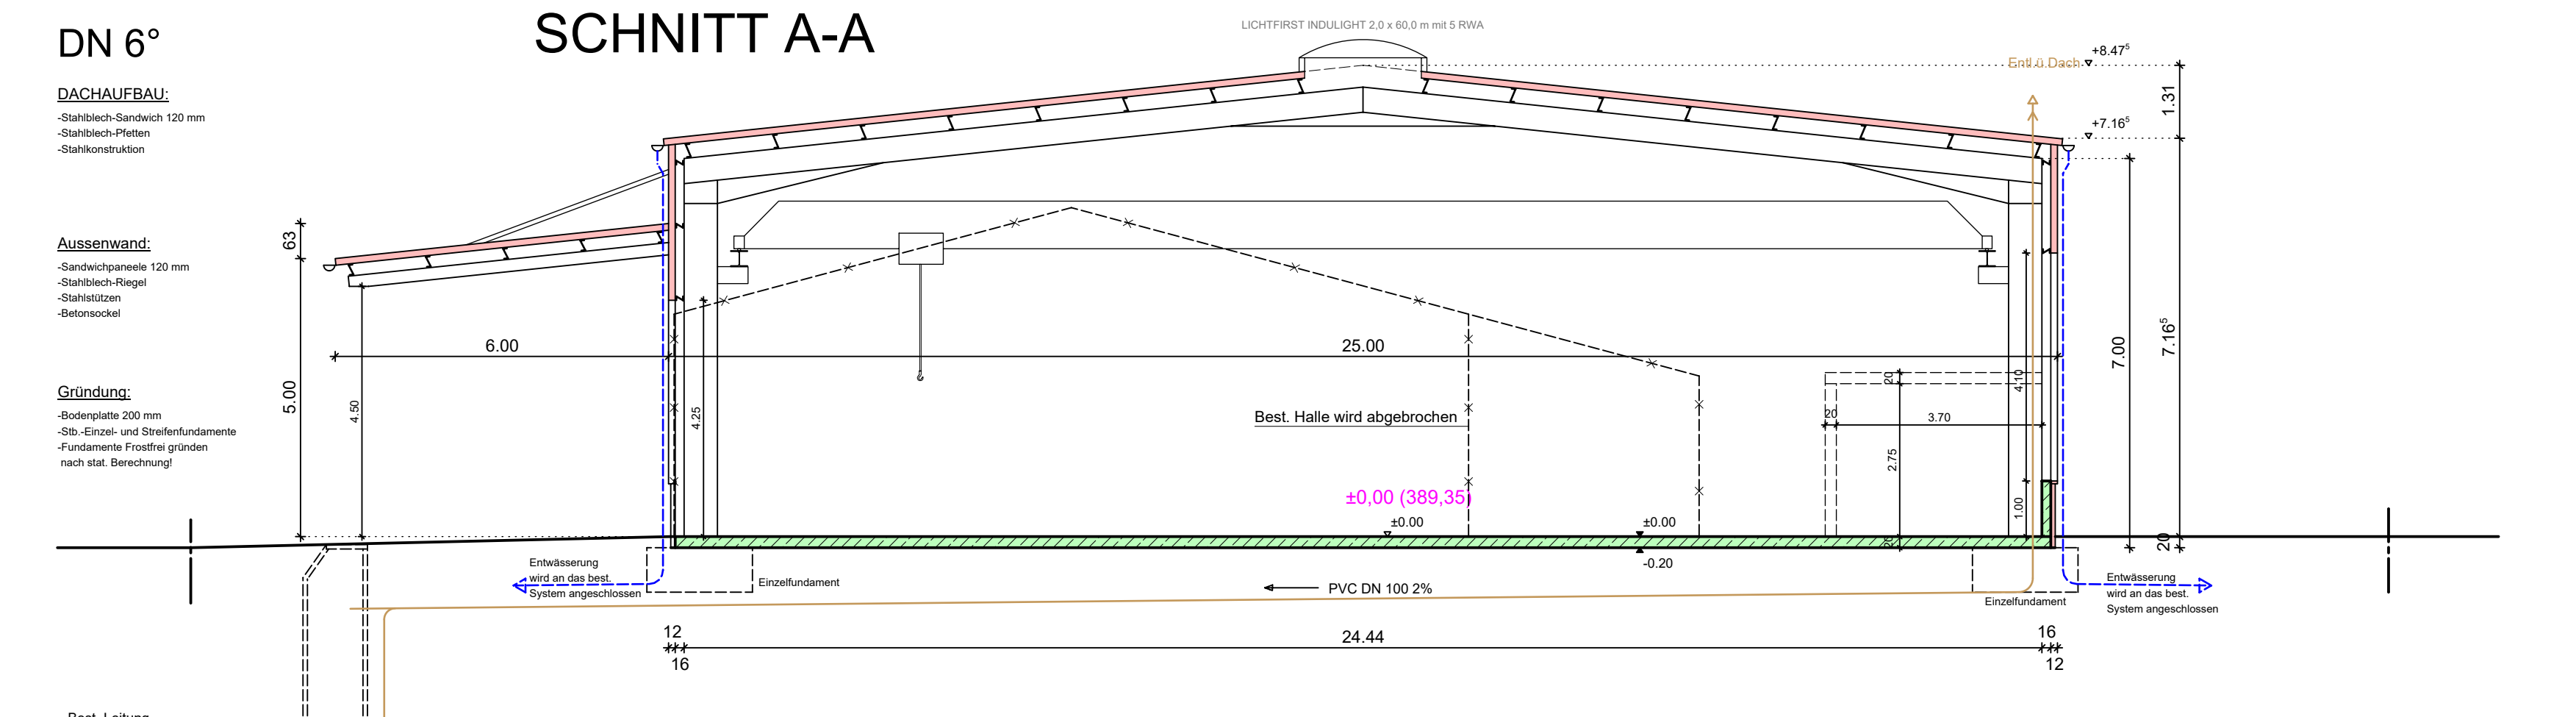 SCHNITT A-A
DN 6°
LICHTFIRST INDULIGHT 2,0 x 60,0 m mit 5 RWA
DACHAUFBAU:
-Stahlblech-Sandwich 120 mm
-Stahlblech-Pfetten
-Stahlkonstruktion
Entl.ü.Dach
+8.47⁵
1.31
+7.16⁵
Aussenwand:
-Sandwichpaneele 120 mm
-Stahlblech-Riegel
-Stahlstützen
-Betonsockel
63
5.00
4.50
6.00
4.25
25.00
4.10
7.00
7.16⁵
Gründung:
-Bodenplatte 200 mm
-Stb.-Einzel- und Streifenfundamente
-Fundamente Frostfrei gründen
nach stat. Berechnung!
Best. Halle wird abgebrochen
20
20
3.70
2.75
1.00
±0,00 (389,35)
±0.00
±0.00
-0.20
20
20
Entwässerung
wird an das best.
System angeschlossen
Einzelfundament
PVC DN 100 2%
Einzelfundament
Entwässerung
wird an das best.
System angeschlossen
12
16
24.44
16
12